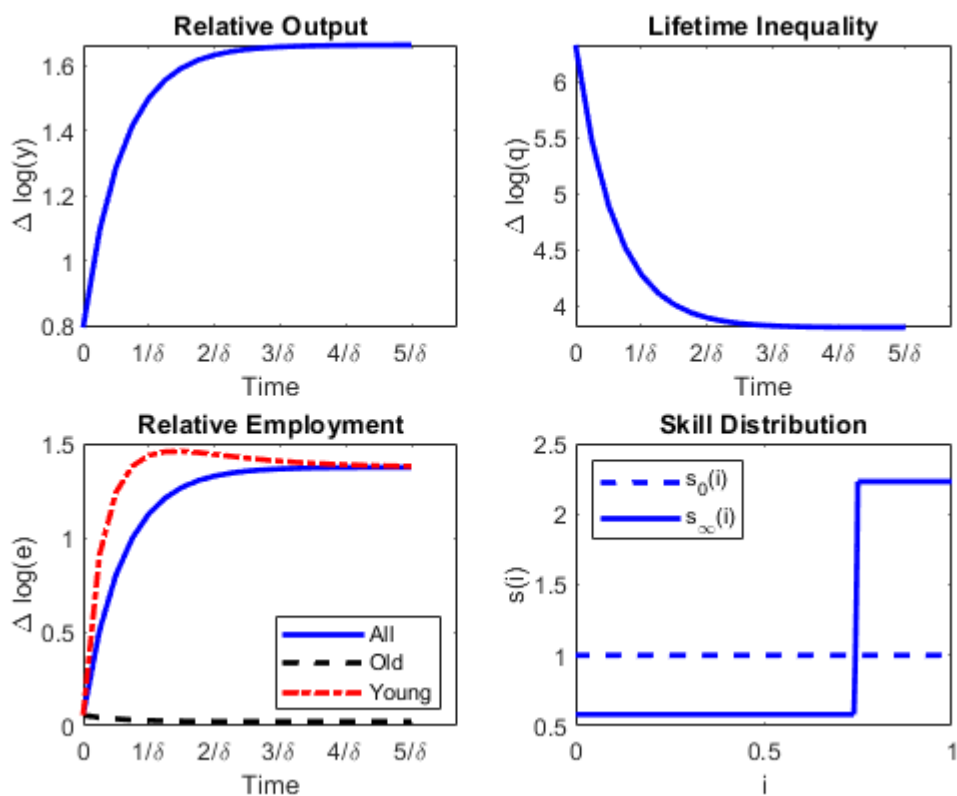 Relative Output
Δ log(y)
1.6
1.4
1.2
1
0.8
0 1/δ 2/δ 3/δ 4/δ 5/δ
Time
Lifetime Inequality
Δ log(q)
6
5.5
5
4.5
4
0 1/δ 2/δ 3/δ 4/δ 5/δ
Time
Relative Employment
Δ log(e)
1.5
1
0.5
0
All
Old
Young
0 1/δ 2/δ 3/δ 4/δ 5/δ
Time
Skill Distribution
s(i)
2.5
2
1.5
1
0.5
s₀(i)
s∞(i)
0 0.5 1
i